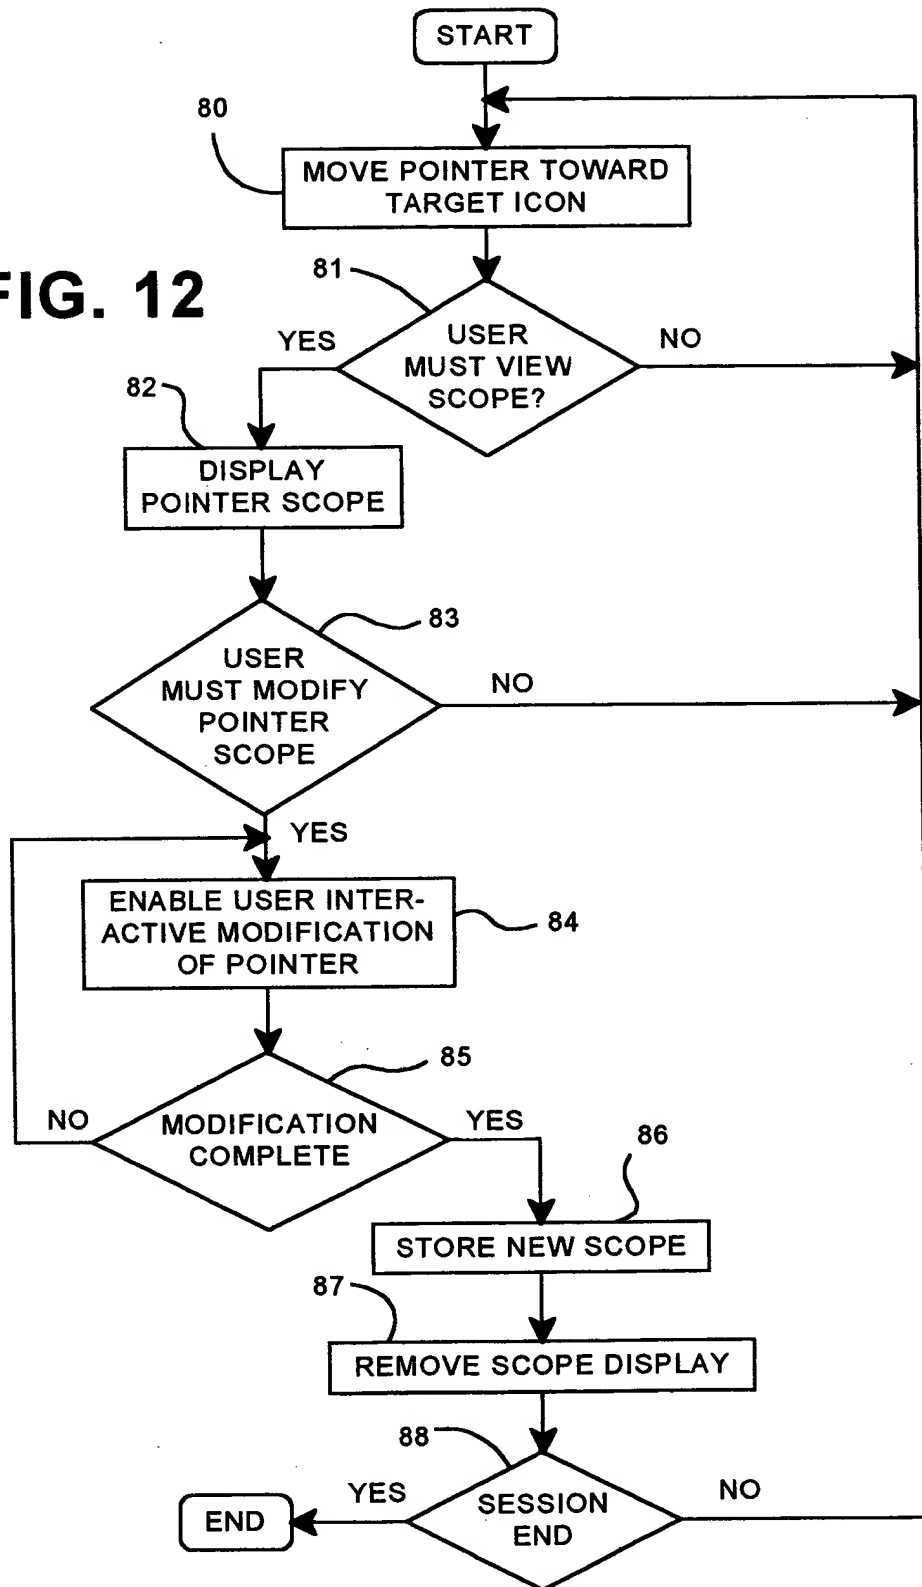 START
80
MOVE POINTER TOWARD
TARGET ICON
FIG. 12
81
USER
MUST VIEW
SCOPE?
YES
NO
82
DISPLAY
POINTER SCOPE
83
USER
MUST MODIFY
POINTER
SCOPE
NO
YES
ENABLE USER INTER-
ACTIVE MODIFICATION
OF POINTER
84
85
MODIFICATION
COMPLETE
NO
YES
86
STORE NEW SCOPE
87
REMOVE SCOPE DISPLAY
88
SESSION
END
YES
NO
END